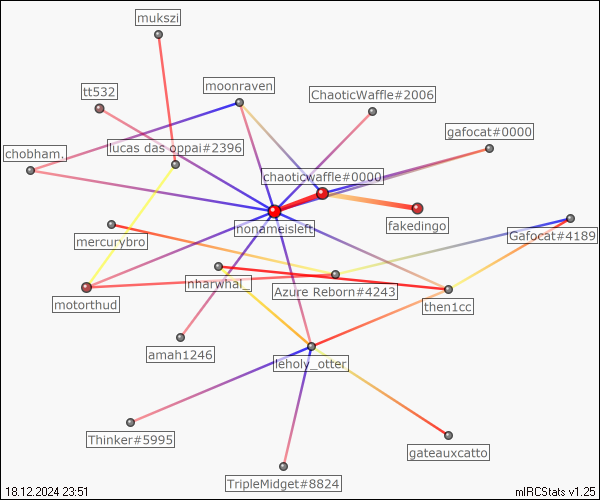 mukszi
moonraven
tt532
ChaoticWaffle#2006
gafocat#0000
lucas das oppai#2396
chobham.
chaoticwaffle#0000
nonameisleft
fakedingo
mercurybro
Gafocat#4189
nharwhal_
Azure Reborn#4243
motorthud
then1cc
amah1246
leholy_otter
Thinker#5995
gateauxcatto
TripleMidget#8824
18.12.2024 23:51
mIRCStats v1.25